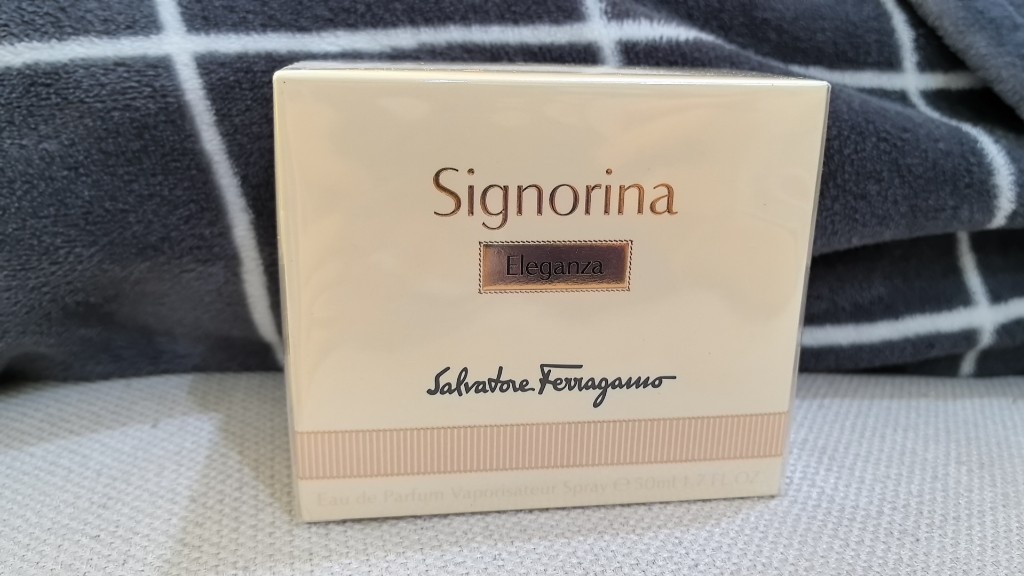 Signorina
Eleganza
Salvatore Ferragamo
Eau de Parfum Vaporisateur Spray ℮50ml 1.7 FL.OZ